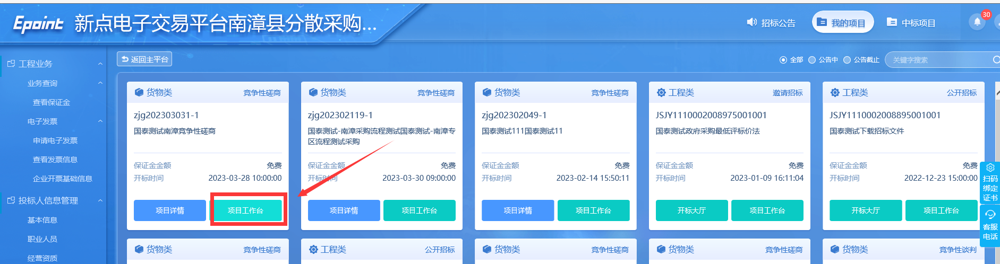 Epoint 新点电子交易平台南漳县分散采购...
招标公告
我的项目
中标项目
30
工程业务
业务查询
查看保证金
电子发票
申请电子发票
查看发票信息
企业开票基础信息
投标人信息管理
基本信息
职业人员
经营资质
返回主平台
全部 公告中 公告截止
关键字搜索
货物类 竞争性磋商
zjg202303031-1
国泰测试南漳竞争性磋商
保证金金额 免费
开标时间 2023-03-28 10:00:00
项目详情 项目工作台
货物类 竞争性磋商
zjg202302119-1
国泰测试-南漳采购流程测试国泰测试-南漳专
区流程测试采购
保证金金额 免费
开标时间 2023-03-30 09:00:00
项目详情 项目工作台
货物类 竞争性磋商
zjg202302049-1
国泰测试111国泰测试11
保证金金额 免费
开标时间 2023-02-14 15:50:11
项目详情 项目工作台
工程类 邀请招标
JSJY1110002008975001001
国泰测试政府采购最低评标价法
保证金金额 免费
开标时间 2023-01-09 16:11:04
开标大厅 项目工作台
工程类 公开招标
JSJY1110002008895001001
国泰测试下载招标文件
保证金金额 免费
开标时间 2022-12-23 15:00:00
开标大厅 项目工作台
货物类 竞争性磋商
工程类 公开招标
货物类 竞争性磋商
货物类 竞争性磋商
货物类 竞争性谈判
扫码
绑定
证书
客服
电话